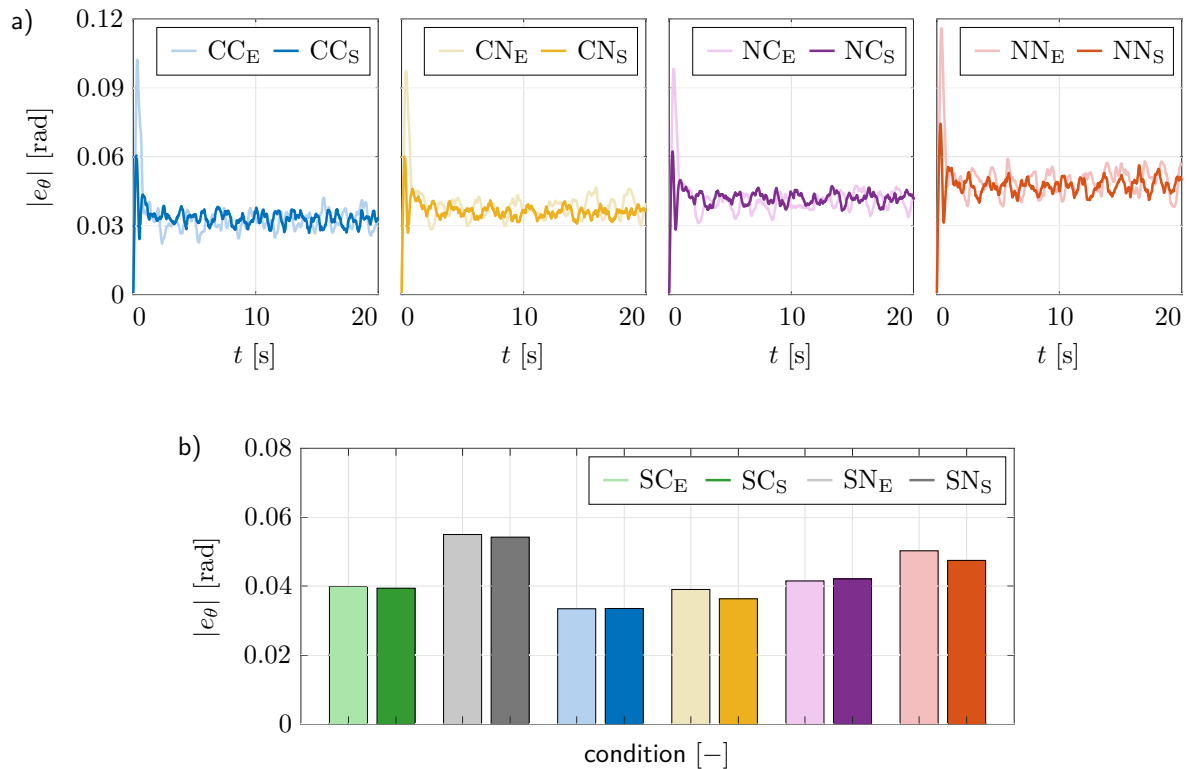 a)
0.12
0.09
0.06
0.03
0
|e_θ| [rad]
CC_E CC_S
CN_E CN_S
NC_E NC_S
NN_E NN_S
0 10 20
0 10 20
0 10 20
0 10 20
t [s]
t [s]
t [s]
t [s]
b)
0.08
0.06
0.04
0.02
0
|e_θ| [rad]
SC_E SC_S SN_E SN_S
condition [−]